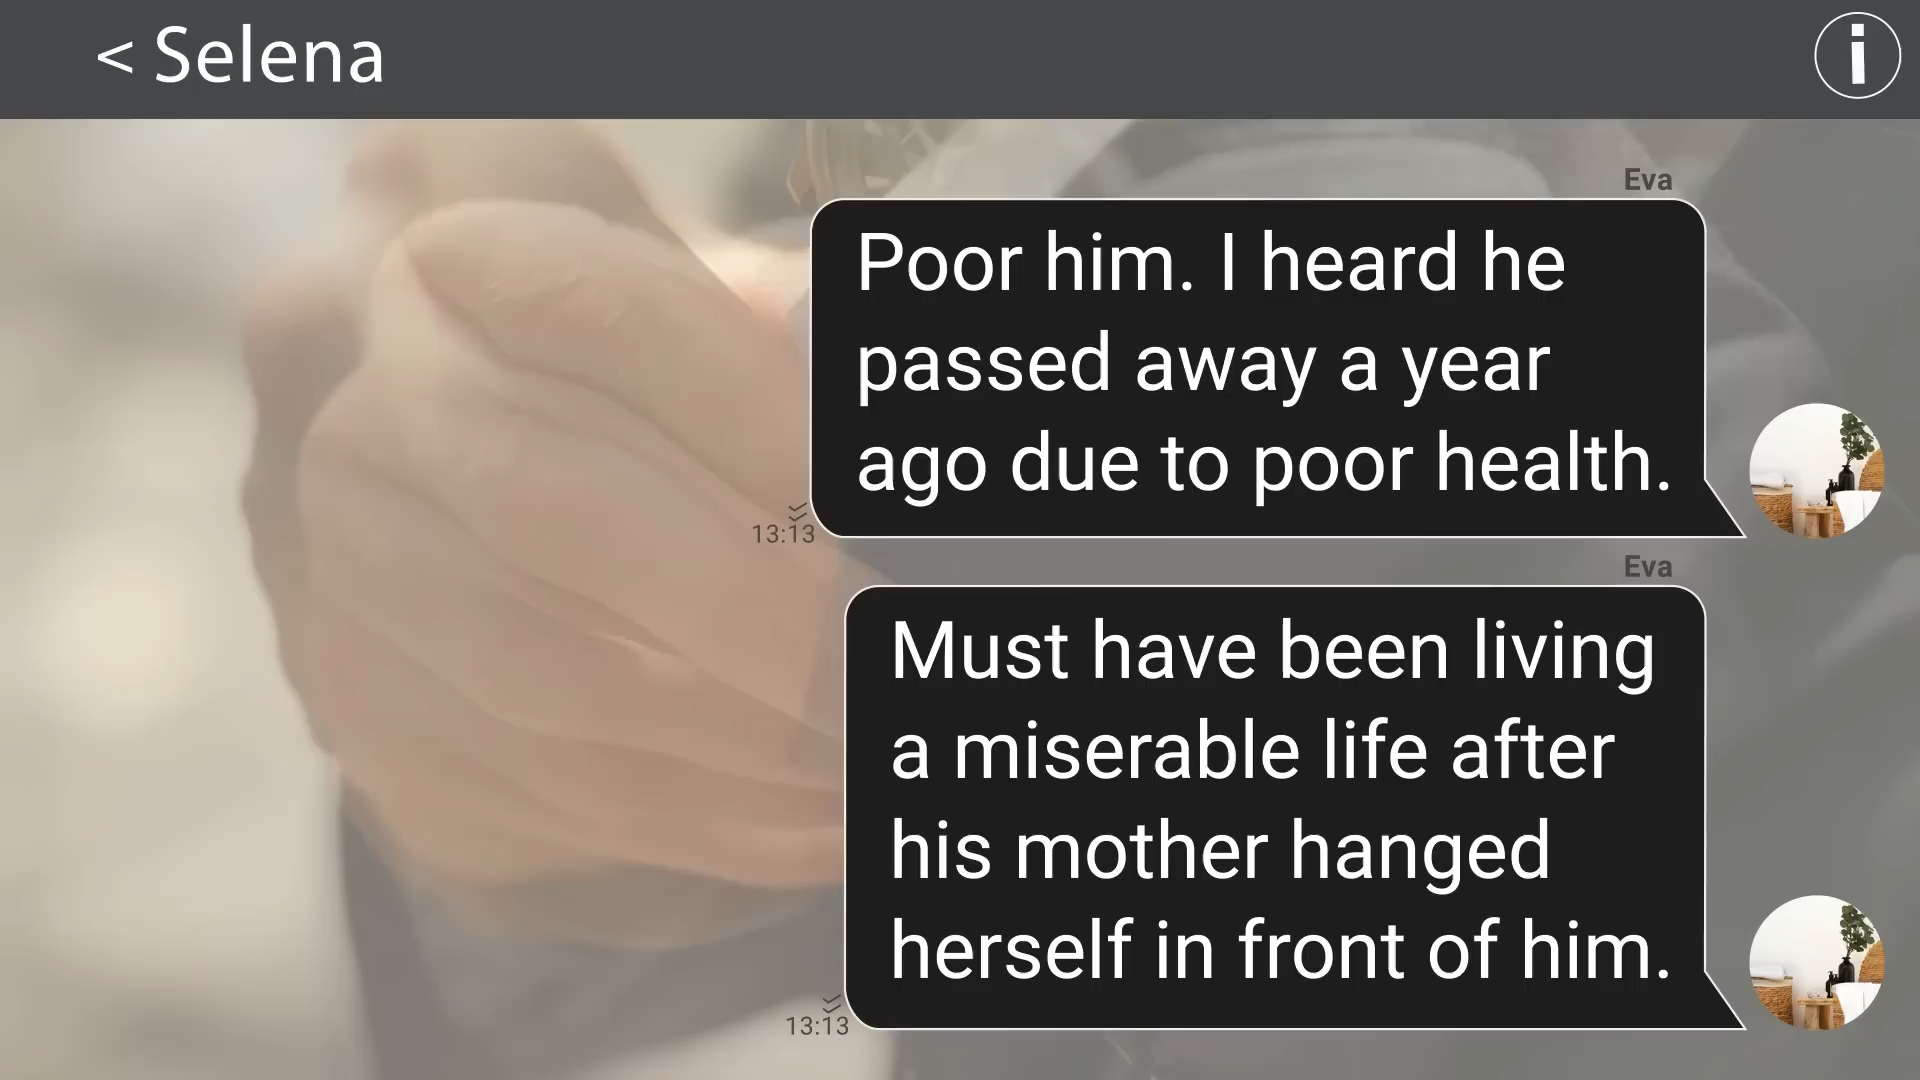 < Selena
i
Eva
Poor him. I heard he
passed away a year
ago due to poor health.
13:13
Eva
Must have been living
a miserable life after
his mother hanged
herself in front of him.
13:13